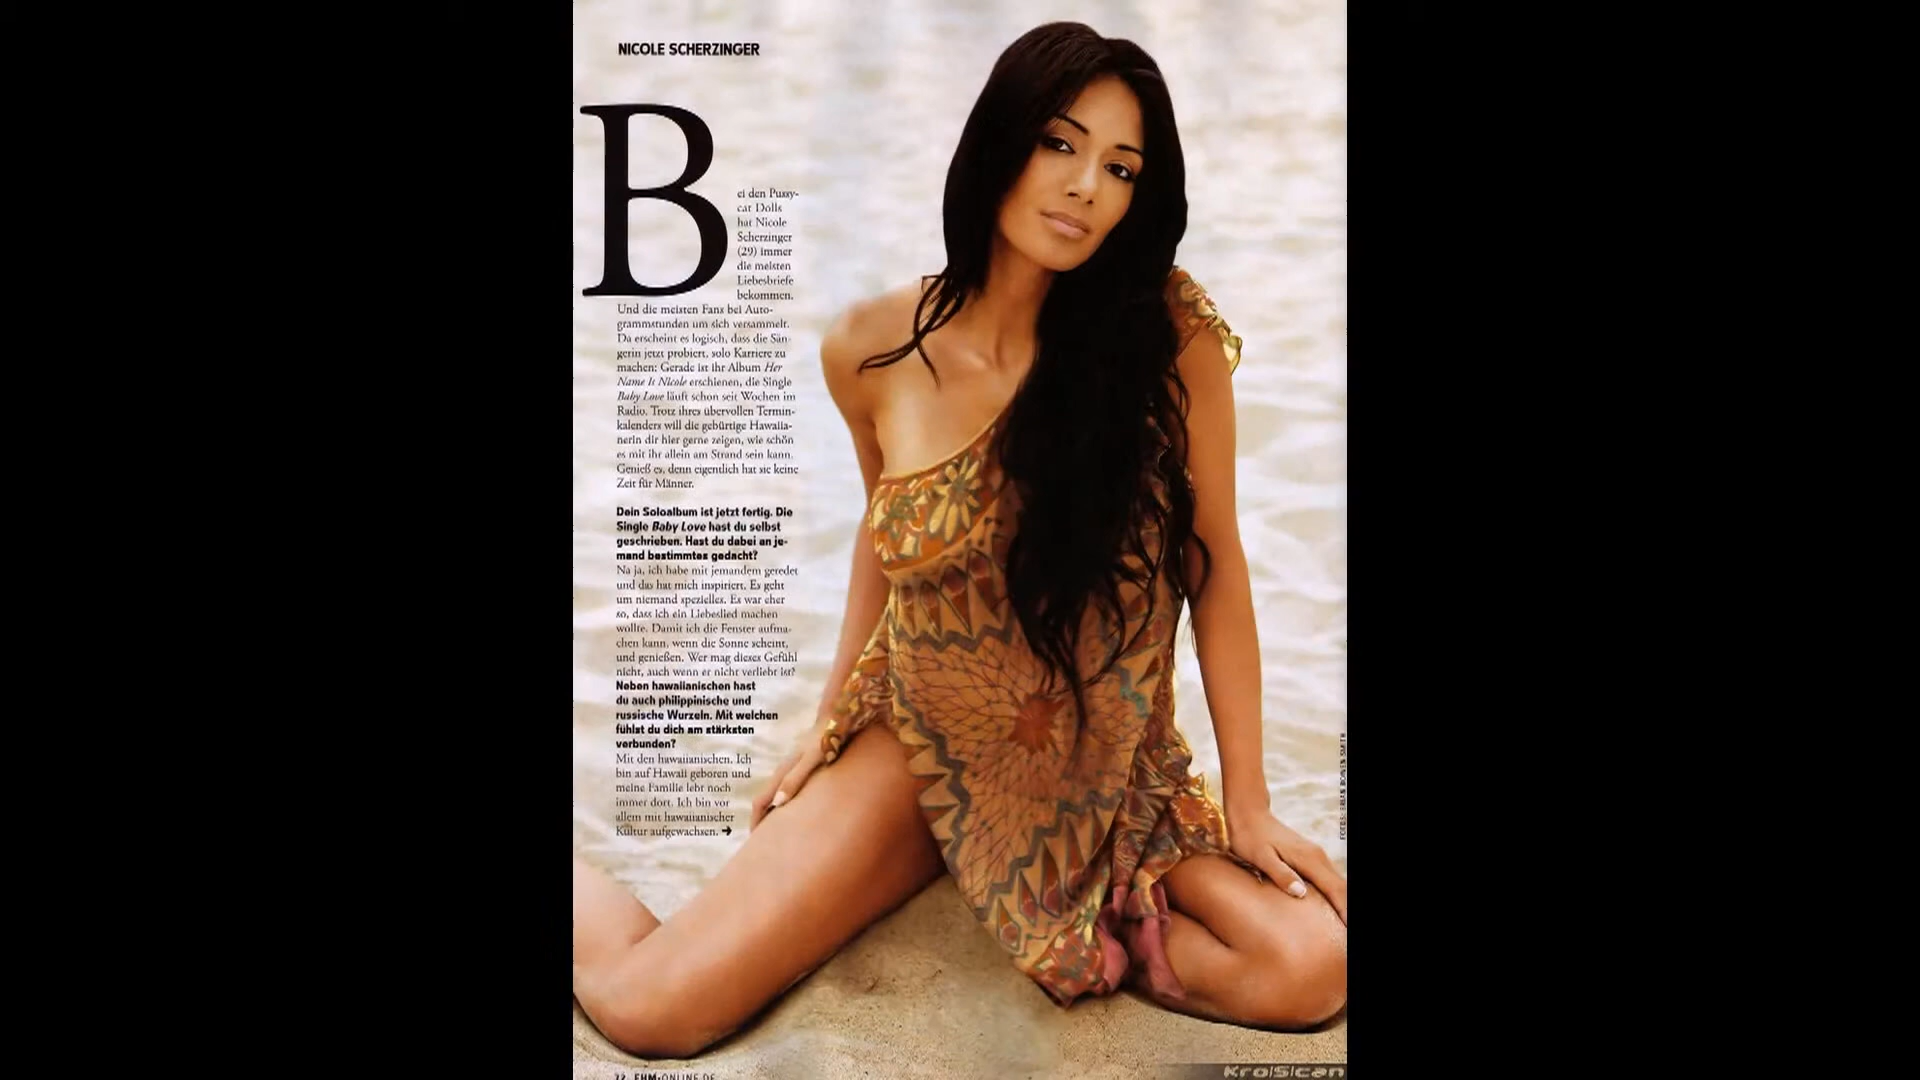 NICOLE SCHERZINGER
B
ei den Pussy-
cat Dolls
hat Nicole
Scherzinger
(29) immer
die meisten
Liebesbriefe
bekommen.
Und die meisten Fans bei Auto-
grammstunden um sich versammelt.
Da erscheint es logisch, dass die Sän-
gerin jetzt probiert, solo Karriere zu
machen: Gerade ist ihr Album Her
Name Is Nicole erschienen, die Single
Baby Love läuft schon seit Wochen im
Radio. Trotz ihres übervollen Termin-
kalenders will die gebürtige Hawaiia-
nerin dir hier gerne zeigen, wie schön
es mit ihr allein am Strand sein kann.
Genieß es, denn eigentlich hat sie keine
Zeit für Männer.
Dein Soloalbum ist jetzt fertig. Die
Single Baby Love hast du selbst
geschrieben. Hast du dabei an je-
mand bestimmtes gedacht?
Na ja, ich habe mit jemandem geredet
und das hat mich inspiriert. Es geht
um niemand spezielles. Es war eher
so, dass ich ein Liebeslied machen
wollte. Damit ich die Fenster aufma-
chen kann, wenn die Sonne scheint,
und genießen. Wer mag dieses Gefühl
nicht, auch wenn er nicht verliebt ist?
Neben hawaiianischen hast
du auch philippinische und
russische Wurzeln. Mit welchen
fühlst du dich am stärksten
verbunden?
Mit den hawaiianischen. Ich
bin auf Hawaii geboren und
meine Familie lebt noch
immer dort. Ich bin vor
allem mit hawaiianischer
Kultur aufgewachsen. ➔
FOTOS: BRIAN BOWEN SMITH
72 FHM-ONLINE.DE
KroSscan